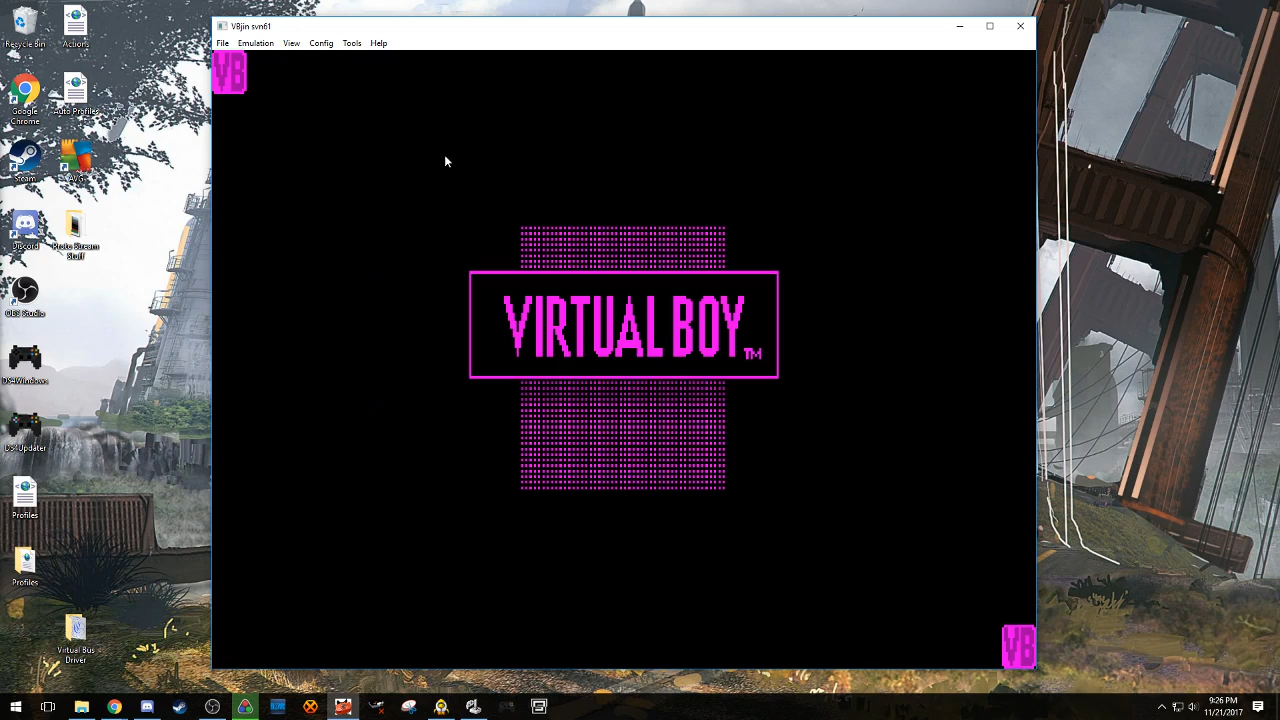 VBjin svn61
File Emulation View Config Tools Help
VB
VIRTUAL BOY TM
VB
Recycle Bin
Actions
Google Chrome
Auto Profiles
Steam
AVG
Discord
Proto Stream Stuff
OBS Studio
DS4Windows
DS4Updater
Profiles
Profiles
Virtual Bus Driver
9:26 PM
11/21/2017